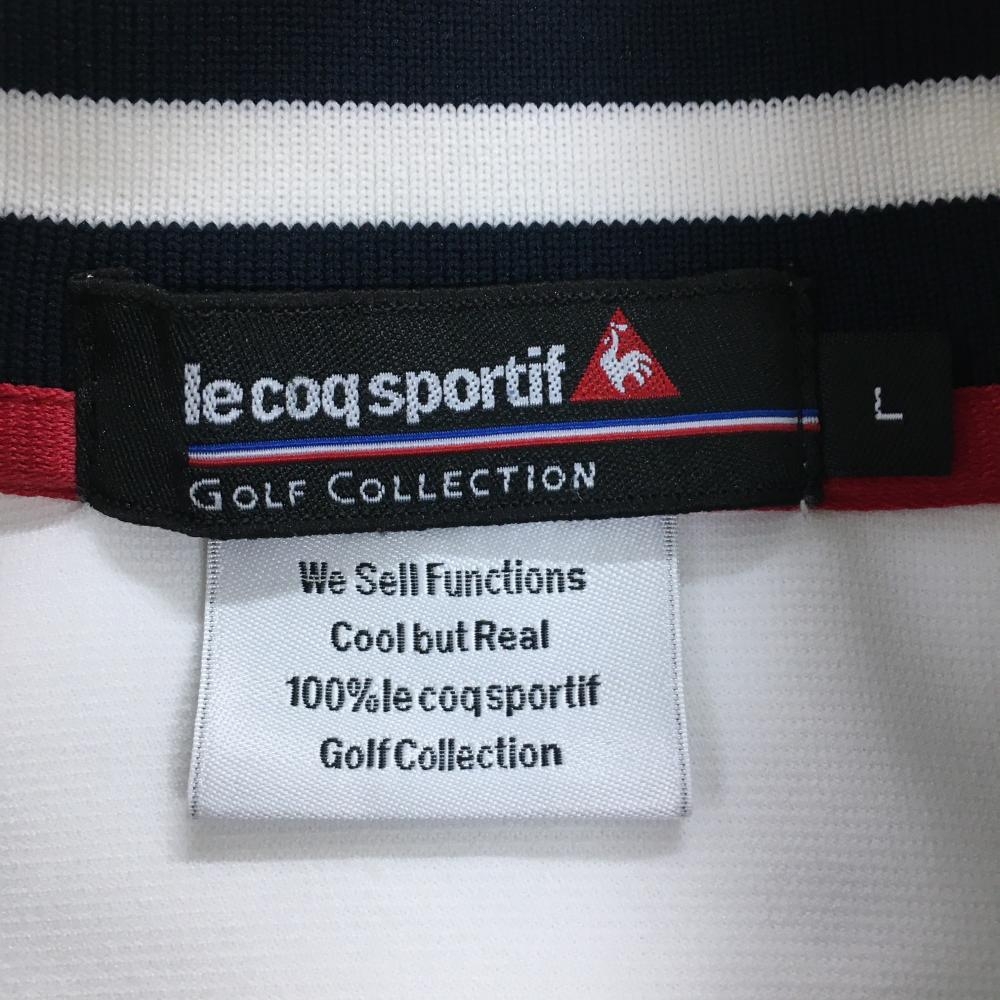 le coq sportif
GOLF COLLECTION
L
We Sell Functions
Cool but Real
100% le coq sportif
Golf Collection